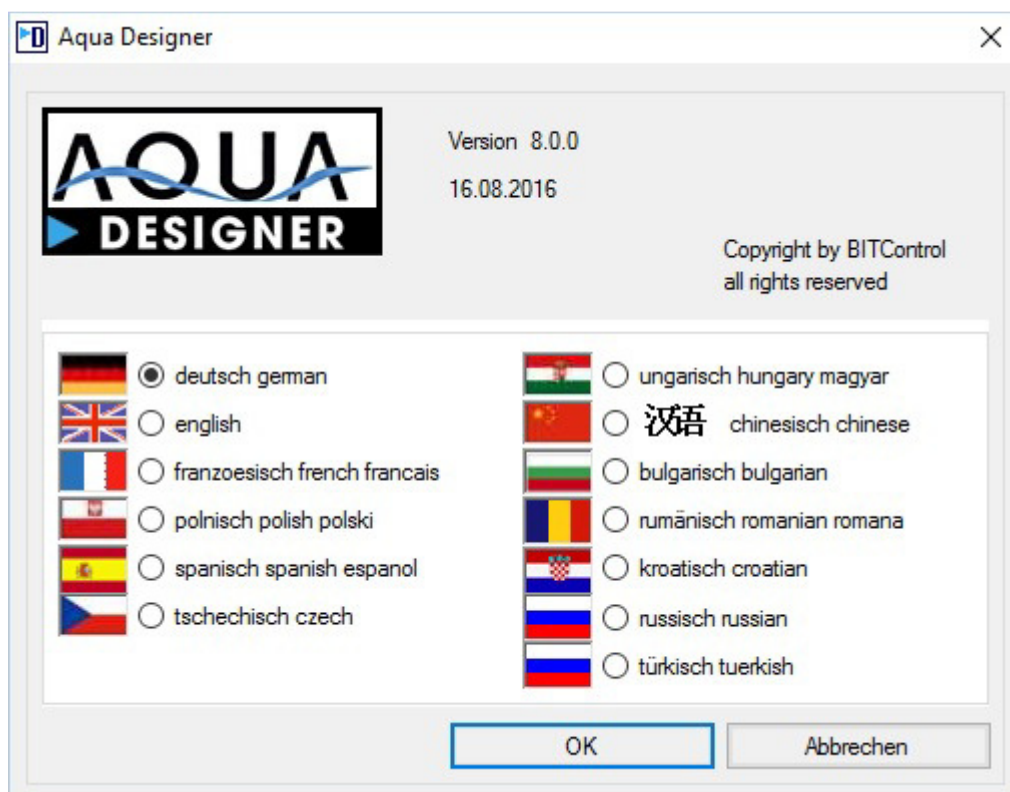 Aqua Designer
AQUA
DESIGNER
Version 8.0.0
16.08.2016
Copyright by BITControl
all rights reserved
deutsch german
english
franzoesisch french francais
polnisch polish polski
spanisch spanish espanol
tschechisch czech
ungarisch hungary magyar
汉语 chinesisch chinese
bulgarisch bulgarian
rumänisch romanian romana
kroatisch croatian
russisch russian
türkisch tuerkish
OK
Abbrechen